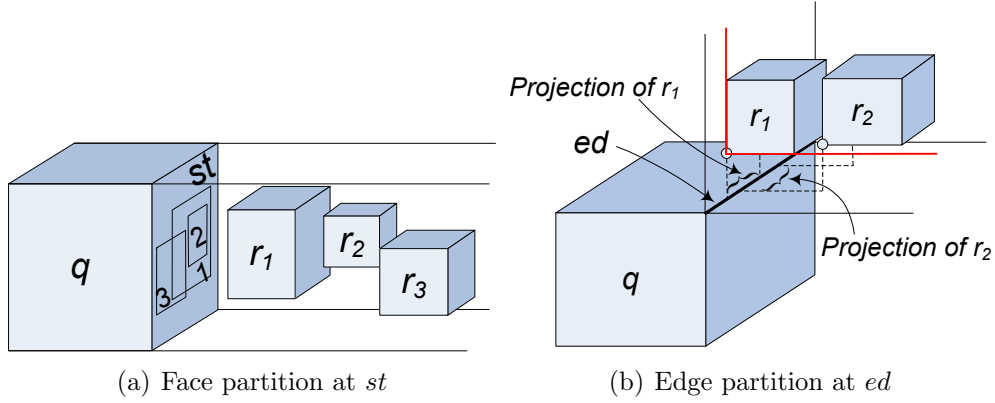 st
q
2
1
3
r1
r2
r3
Projection of r1
r1
r2
ed
Projection of r2
q
(a) Face partition at st
(b) Edge partition at ed